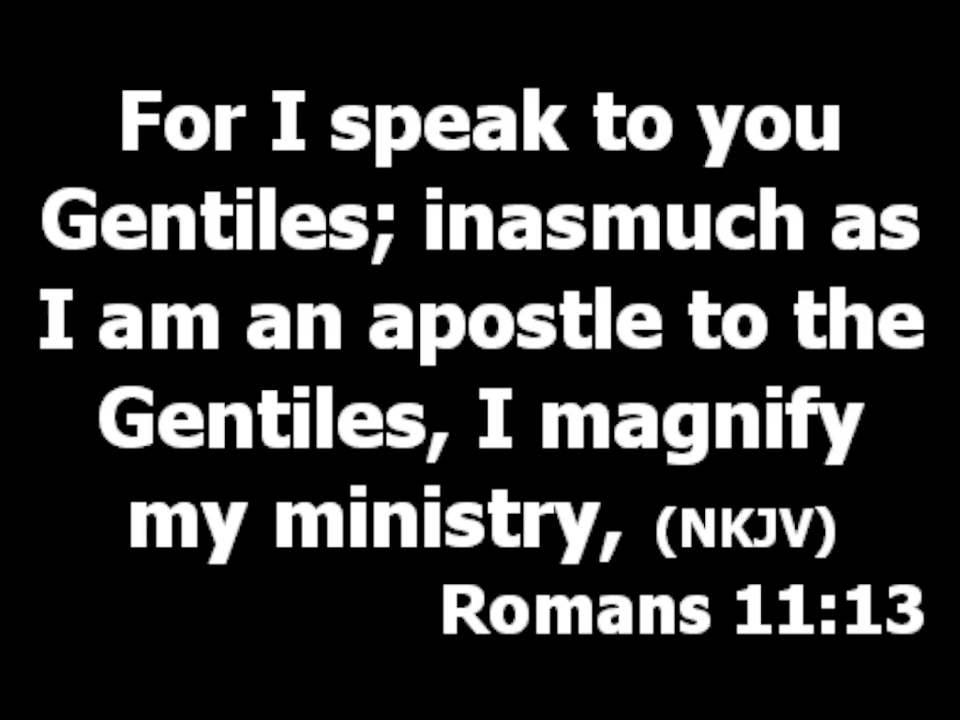 For I speak to you
Gentiles; inasmuch as
I am an apostle to the
Gentiles, I magnify
my ministry, (NKJV)
Romans 11:13